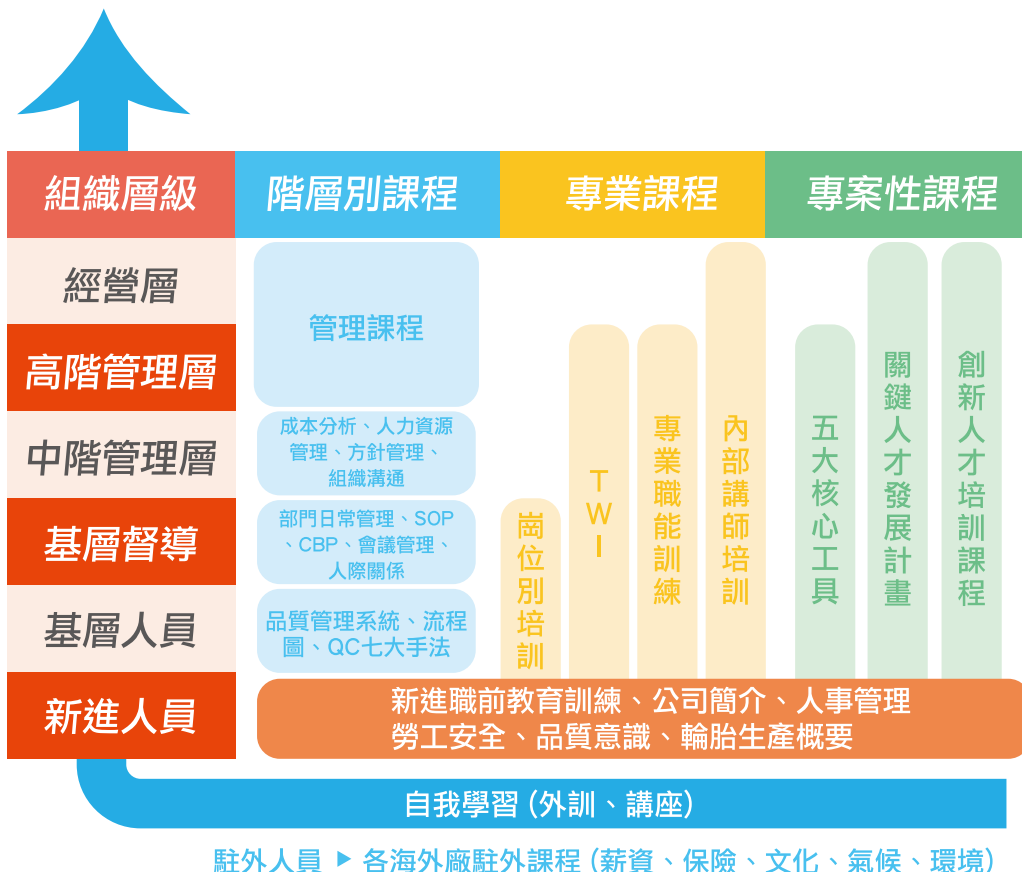 組織層級
階層別課程
專業課程
專案性課程
經營層
高階管理層
中階管理層
基層督導
基層人員
新進人員
管理課程
成本分析、人力資源
管理、方針管理、
組織溝通
部門日常管理、SOP
、CBP、會議管理、
人際關係
品質管理系統、流程
圖、QC七大手法
崗位別培訓
TWI
專業職能訓練
內部講師培訓
五大核心工具
關鍵人才發展計畫
創新人才培訓課程
新進職前教育訓練、公司簡介、人事管理
勞工安全、品質意識、輪胎生產概要
自我學習（外訓、講座）
駐外人員 ▶ 各海外廠駐外課程（薪資、保險、文化、氣候、環境）